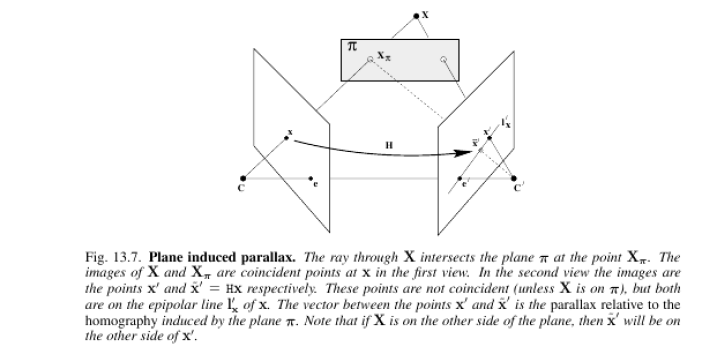 X
π
Xπ
x
H
x̃′
x′
l′x
e
e′
C
C′
Fig. 13.7. Plane induced parallax. The ray through X intersects the plane π at the point Xπ. The
images of X and Xπ are coincident points at x in the first view. In the second view the images are
the points x′ and x̃′ = Hx respectively. These points are not coincident (unless X is on π), but both
are on the epipolar line l′x of x. The vector between the points x′ and x̃′ is the parallax relative to the
homography induced by the plane π. Note that if X is on the other side of the plane, then x̃′ will be on
the other side of x′.